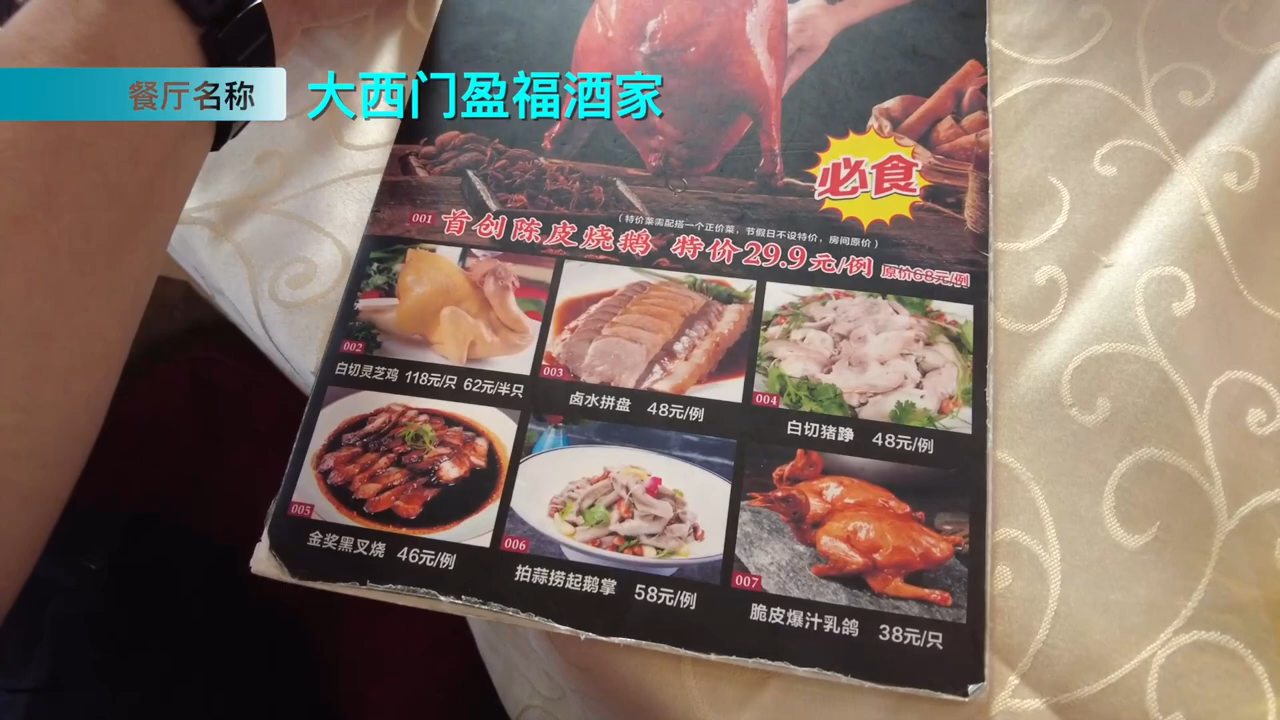 餐厅名称 大西门盈福酒家
必食
(特价菜需配搭一个正价菜，节假日不设特价，房间原价)
001 首创陈皮烧鹅 特价29.9元/例 原价68元/例
002
白切灵芝鸡 118元/只 62元/半只
003
卤水拼盘 48元/例
004
白切猪踭 48元/例
005
金奖黑叉烧 46元/例
006
拍蒜捞起鹅掌 58元/例
007
脆皮爆汁乳鸽 38元/只